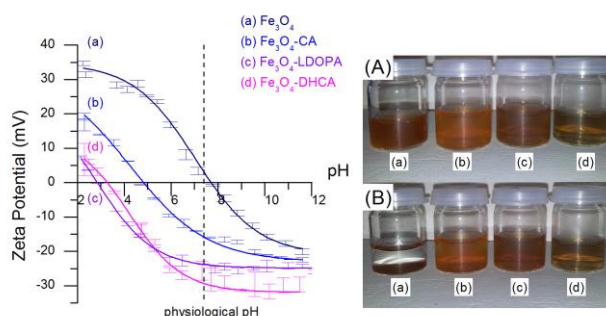 (a) Fe₃O₄
(b) Fe₃O₄-CA
(c) Fe₃O₄-LDOPA
(d) Fe₃O₄-DHCA
40
30
20
10
0
-10
-20
-30
Zeta Potential (mV)
2 4 6 8 10 12
pH
(a)
(b)
(d)
(c)
physiological pH
(A)
(a) (b) (c) (d)
(B)
(a) (b) (c) (d)